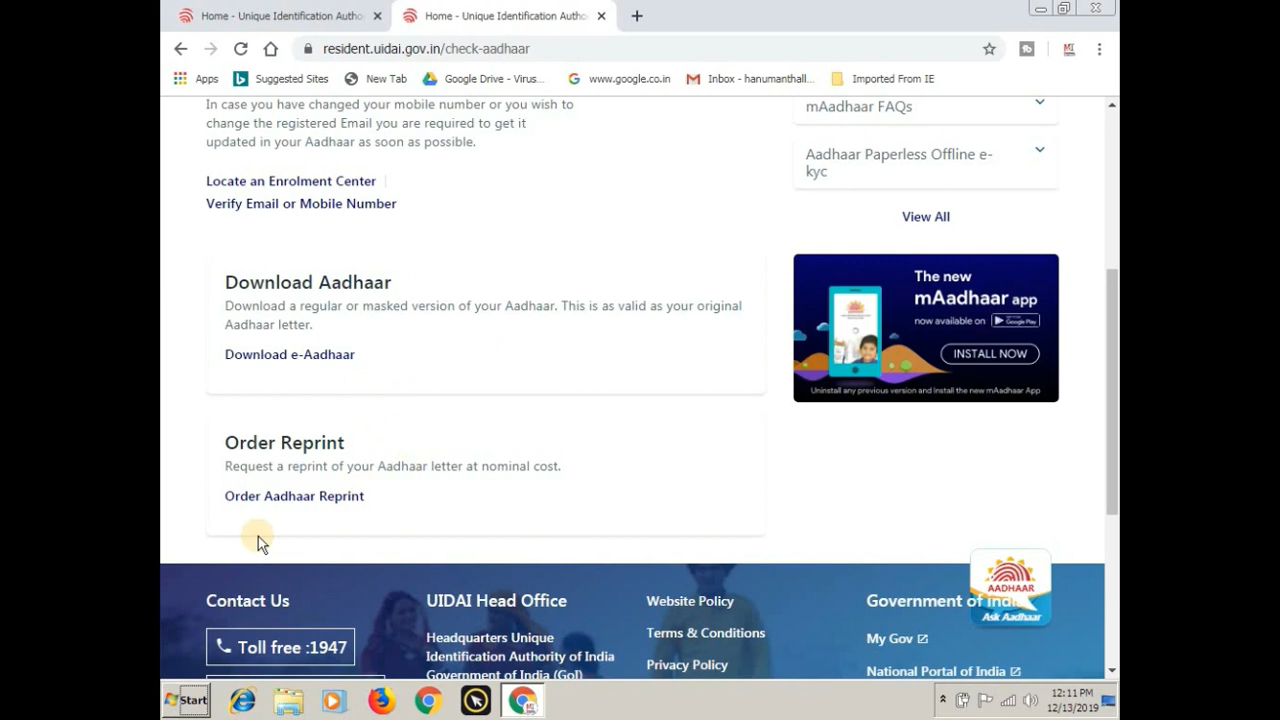 Home - Unique Identification Autho
Home - Unique Identification Autho
resident.uidai.gov.in/check-aadhaar
Apps
Suggested Sites
New Tab
Google Drive - Virus...
www.google.co.in
Inbox - hanumanthall...
Imported From IE
In case you have changed your mobile number or you wish to
change the registered Email you are required to get it
updated in your Aadhaar as soon as possible.
Locate an Enrolment Center
Verify Email or Mobile Number
Download Aadhaar
Download a regular or masked version of your Aadhaar. This is as valid as your original
Aadhaar letter.
Download e-Aadhaar
Order Reprint
Request a reprint of your Aadhaar letter at nominal cost.
Order Aadhaar Reprint
mAadhaar FAQs
Aadhaar Paperless Offline e-
kyc
View All
The new
mAadhaar app
now available on Google Play
INSTALL NOW
Uninstall any previous version and Install the new mAadhaar App
AADHAAR
Ask Aadhaar
Contact Us
Toll free :1947
UIDAI Head Office
Headquarters Unique
Identification Authority of India
Government of India (GoI)
Website Policy
Terms & Conditions
Privacy Policy
Government of Indi
My Gov
National Portal of India
Start
12:11 PM
12/13/2019